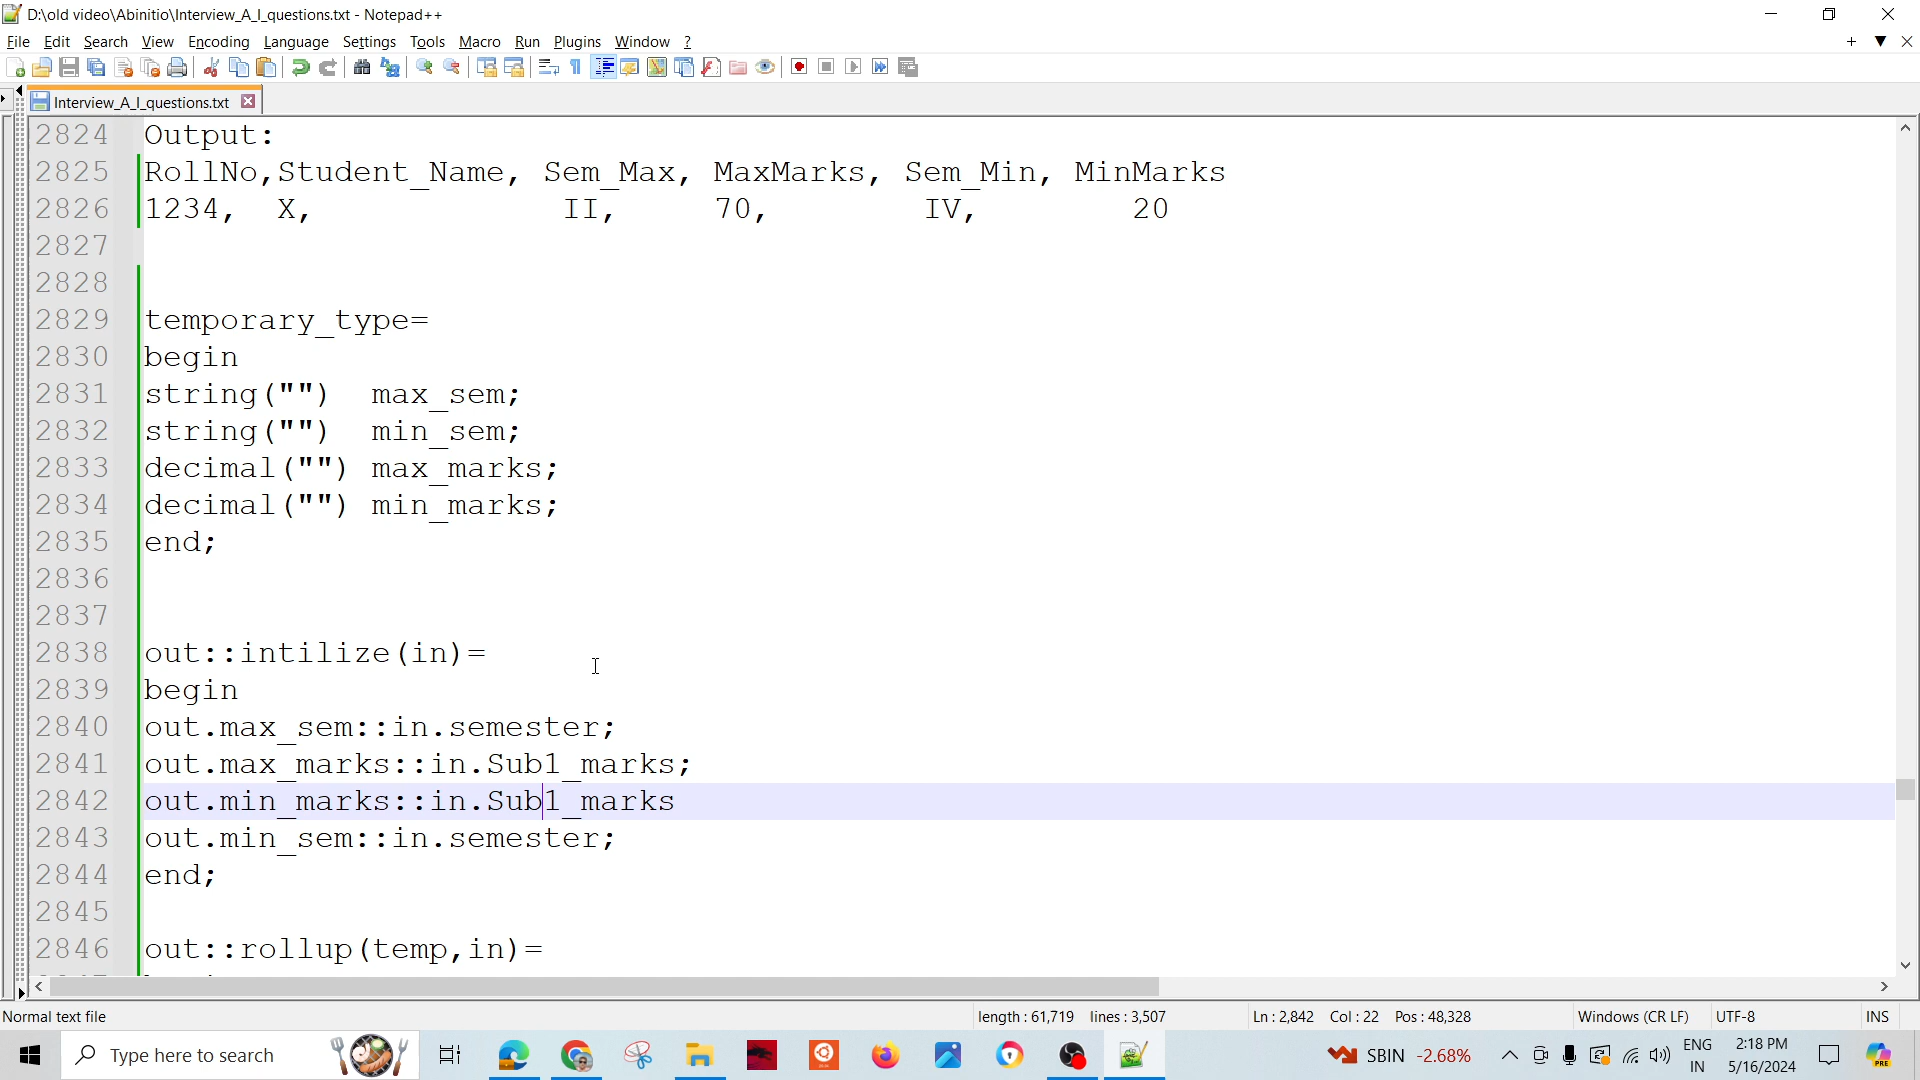 D:\old video\Abinitio\Interview_A_I_questions.txt - Notepad++
File Edit Search View Encoding Language Settings Tools Macro Run Plugins Window ?
Interview_A_I_questions.txt
2824 Output:
2825 RollNo,Student_Name, Sem_Max, MaxMarks, Sem_Min, MinMarks
2826 1234, X, II, 70, IV, 20
2827
2828
2829 temporary_type=
2830 begin
2831 string("") max_sem;
2832 string("") min_sem;
2833 decimal("") max_marks;
2834 decimal("") min_marks;
2835 end;
2836
2837
2838 out::intilize(in)=
2839 begin
2840 out.max_sem::in.semester;
2841 out.max_marks::in.Sub1_marks;
2842 out.min_marks::in.Sub1_marks
2843 out.min_sem::in.semester;
2844 end;
2845
2846 out::rollup(temp,in)=
Normal text file length : 61,719 lines : 3,507 Ln : 2,842 Col : 22 Pos : 48,328 Windows (CR LF) UTF-8 INS
Type here to search SBIN -2.68% ENG IN 2:18 PM 5/16/2024 PRE